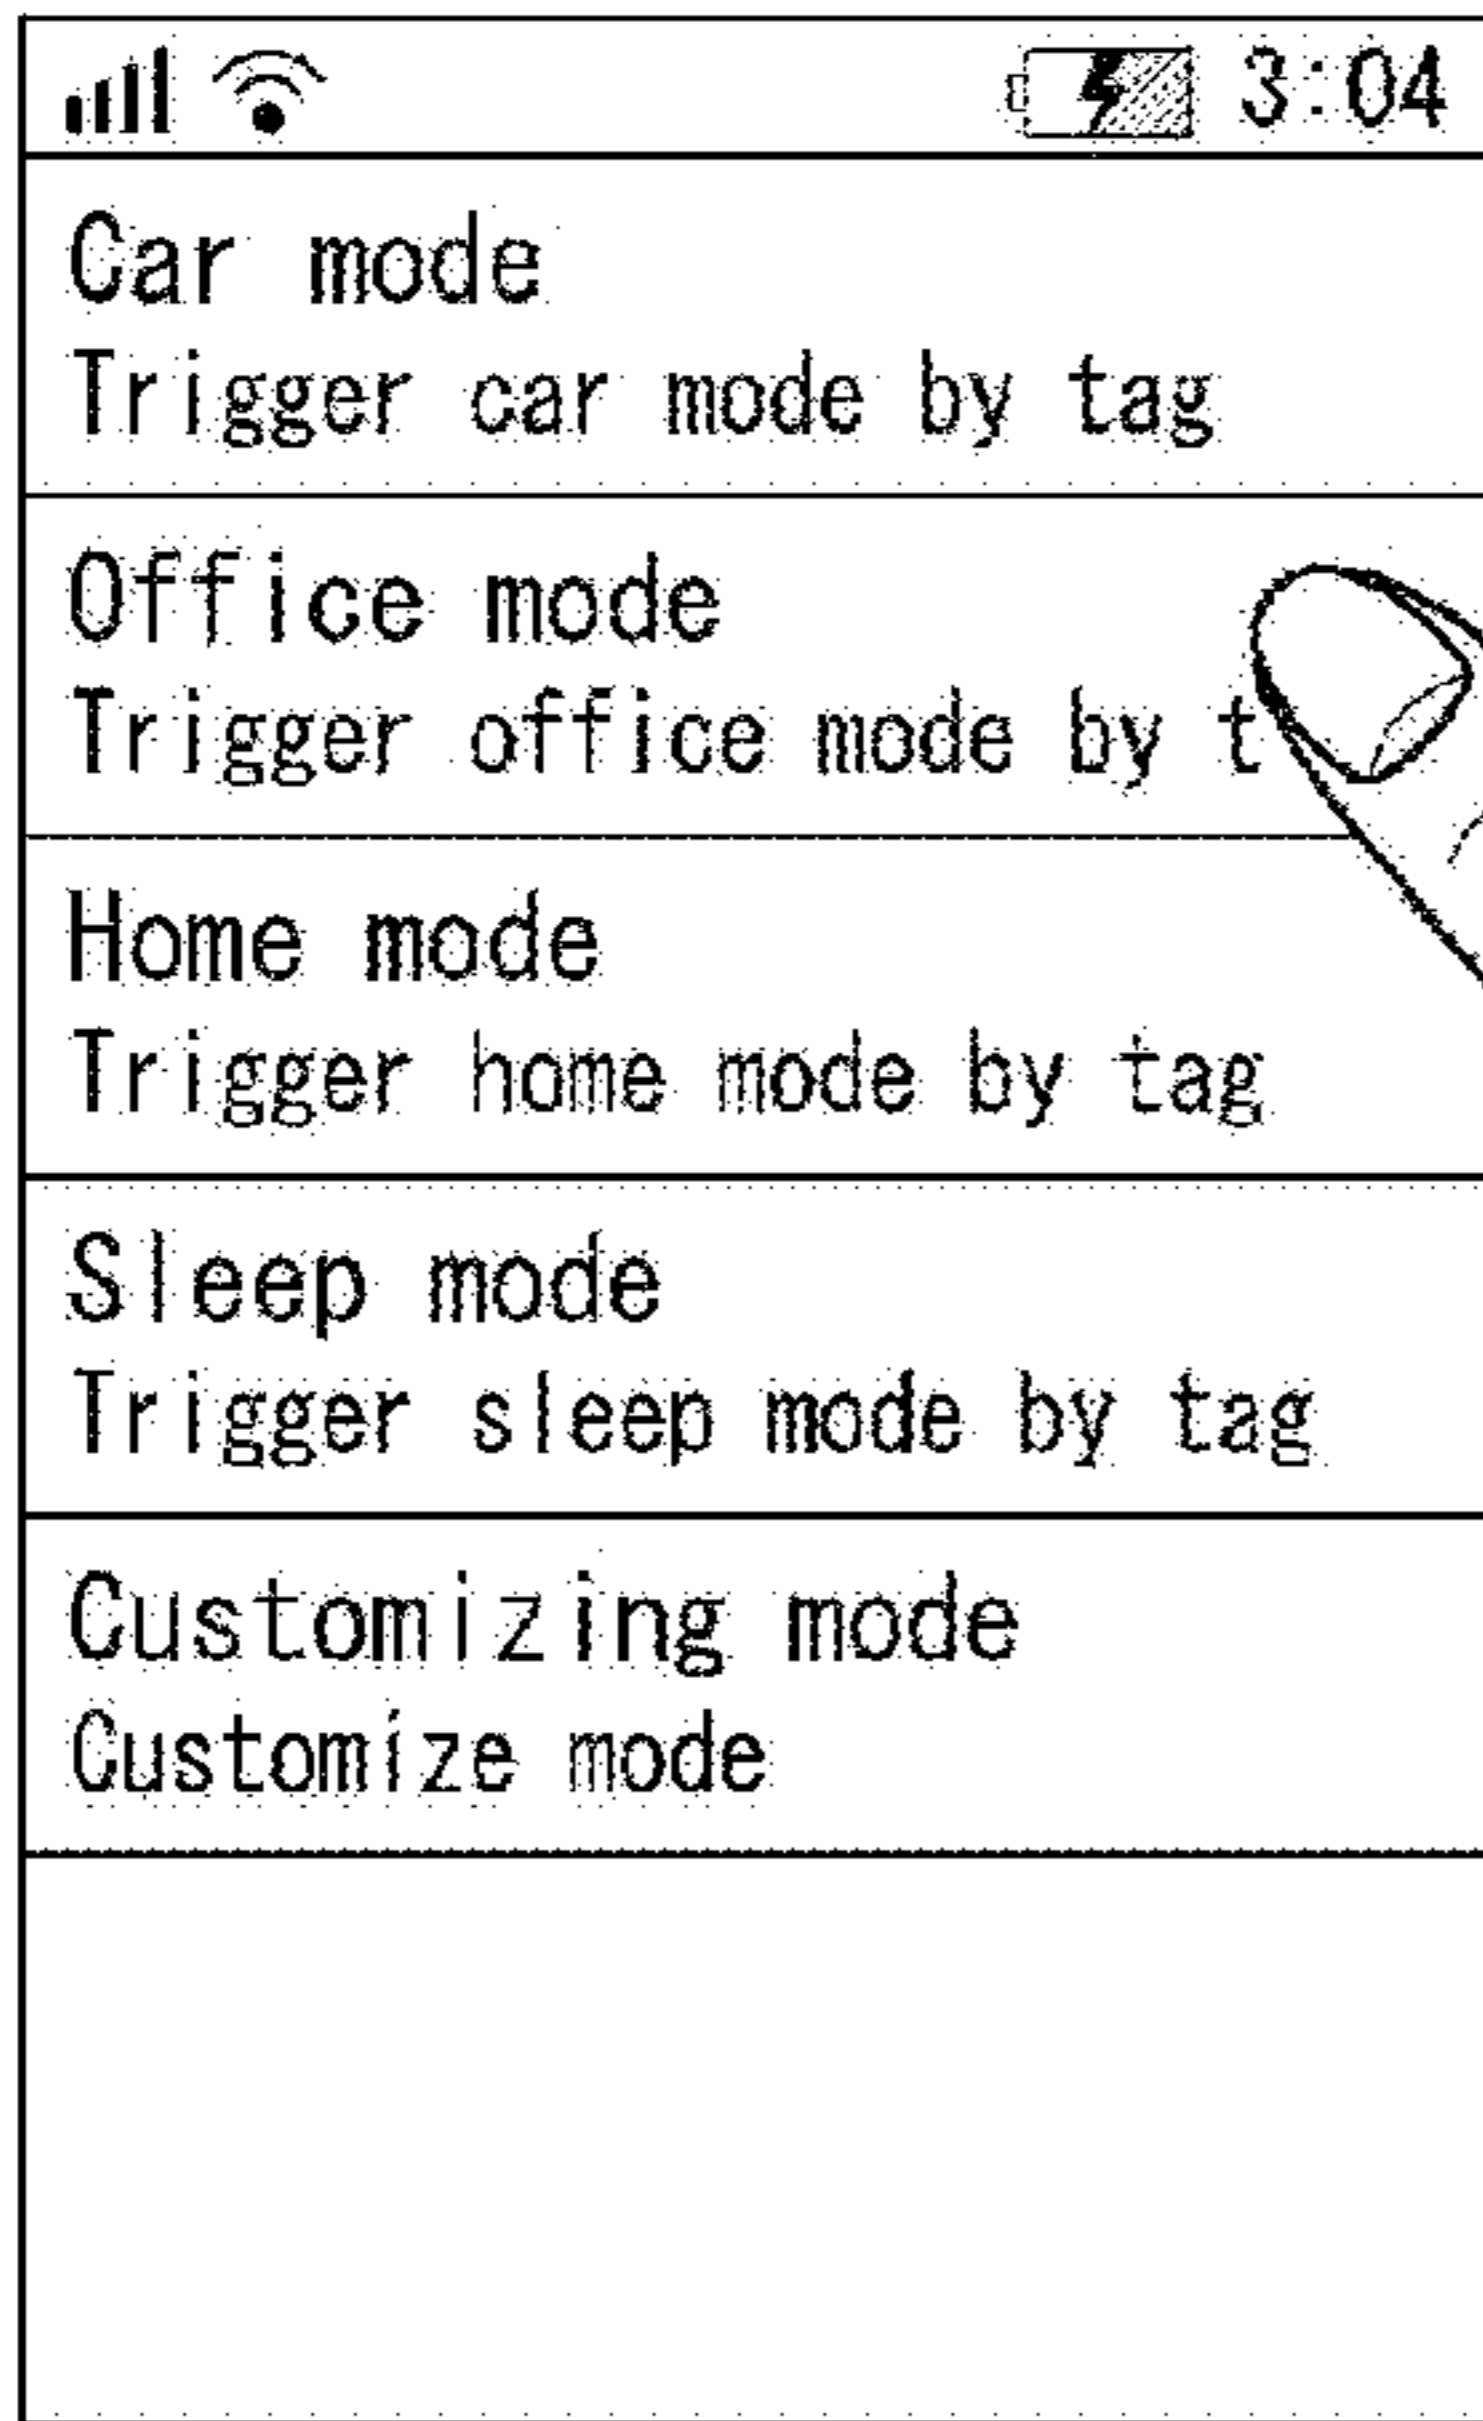 3:04
Car mode
Trigger car mode by tag
Office mode
Trigger office mode by t
Home mode
Trigger home mode by tag
Sleep mode
Trigger sleep mode by tag
Customizing mode
Customize mode